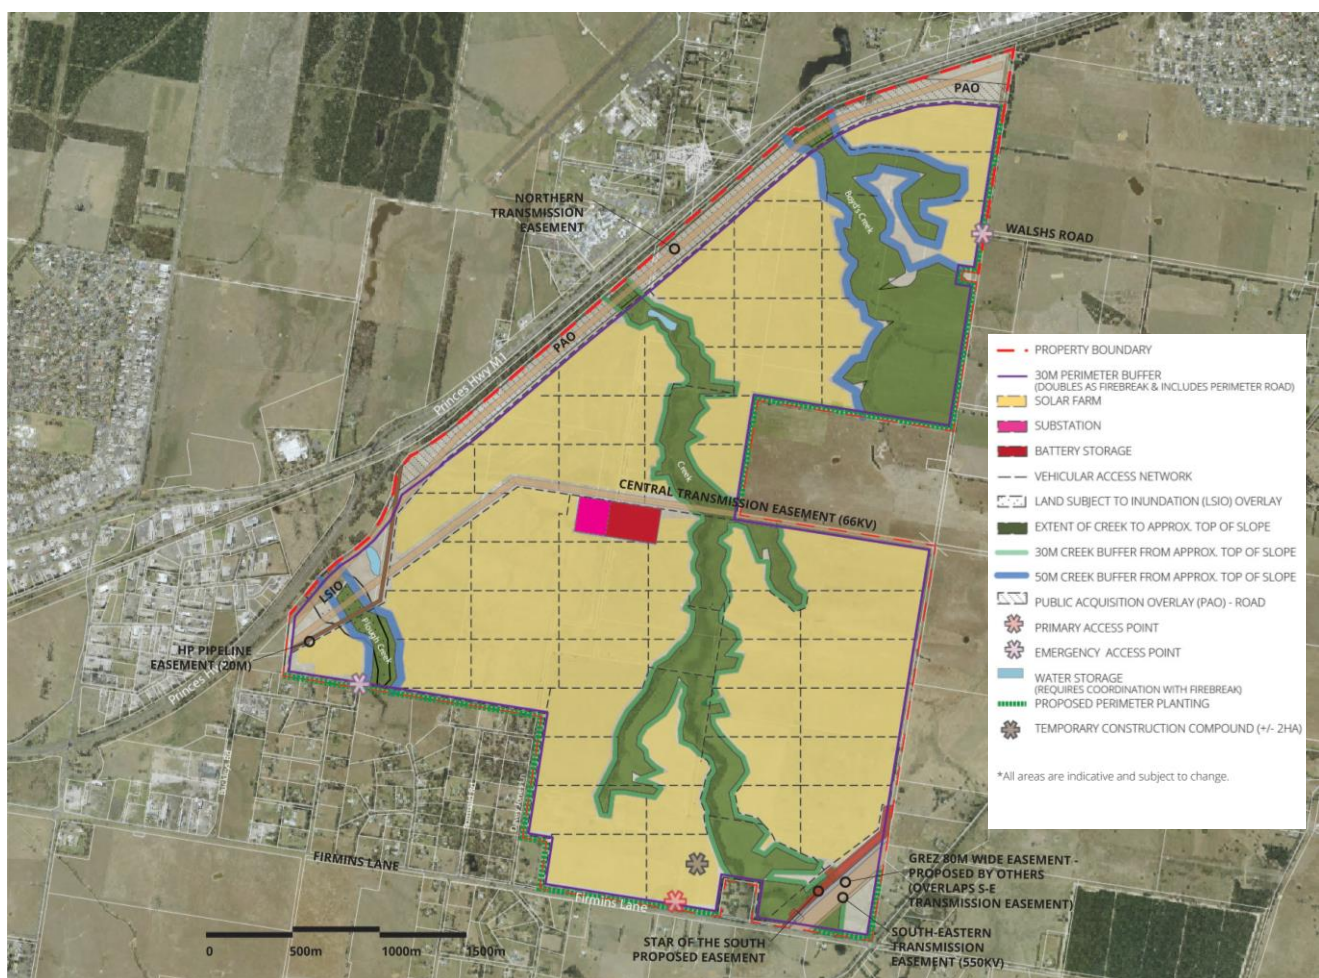 PAO
NORTHERN
TRANSMISSION
EASEMENT
Boyd's Creek
WALSHS ROAD
PAO
Princes Hwy M1
Creek
CENTRAL TRANSMISSION EASEMENT (66KV)
LSIO
Plough Creek
HP PIPELINE
EASEMENT (20M)
Princes
FIRMINS LANE
Firmins Lane
0 500m 1000m 1500m
STAR OF THE SOUTH
PROPOSED EASEMENT
GREZ 80M WIDE EASEMENT -
PROPOSED BY OTHERS
(OVERLAPS S-E
TRANSMISSION EASEMENT)
SOUTH-EASTERN
TRANSMISSION
EASEMENT (550KV)
PROPERTY BOUNDARY
30M PERIMETER BUFFER
(DOUBLES AS FIREBREAK & INCLUDES PERIMETER ROAD)
SOLAR FARM
SUBSTATION
BATTERY STORAGE
VEHICULAR ACCESS NETWORK
LAND SUBJECT TO INUNDATION (LSIO) OVERLAY
EXTENT OF CREEK TO APPROX. TOP OF SLOPE
30M CREEK BUFFER FROM APPROX. TOP OF SLOPE
50M CREEK BUFFER FROM APPROX. TOP OF SLOPE
PUBLIC ACQUISITION OVERLAY (PAO) - ROAD
PRIMARY ACCESS POINT
EMERGENCY ACCESS POINT
WATER STORAGE
(REQUIRES COORDINATION WITH FIREBREAK)
PROPOSED PERIMETER PLANTING
TEMPORARY CONSTRUCTION COMPOUND (+/- 2HA)
*All areas are indicative and subject to change.